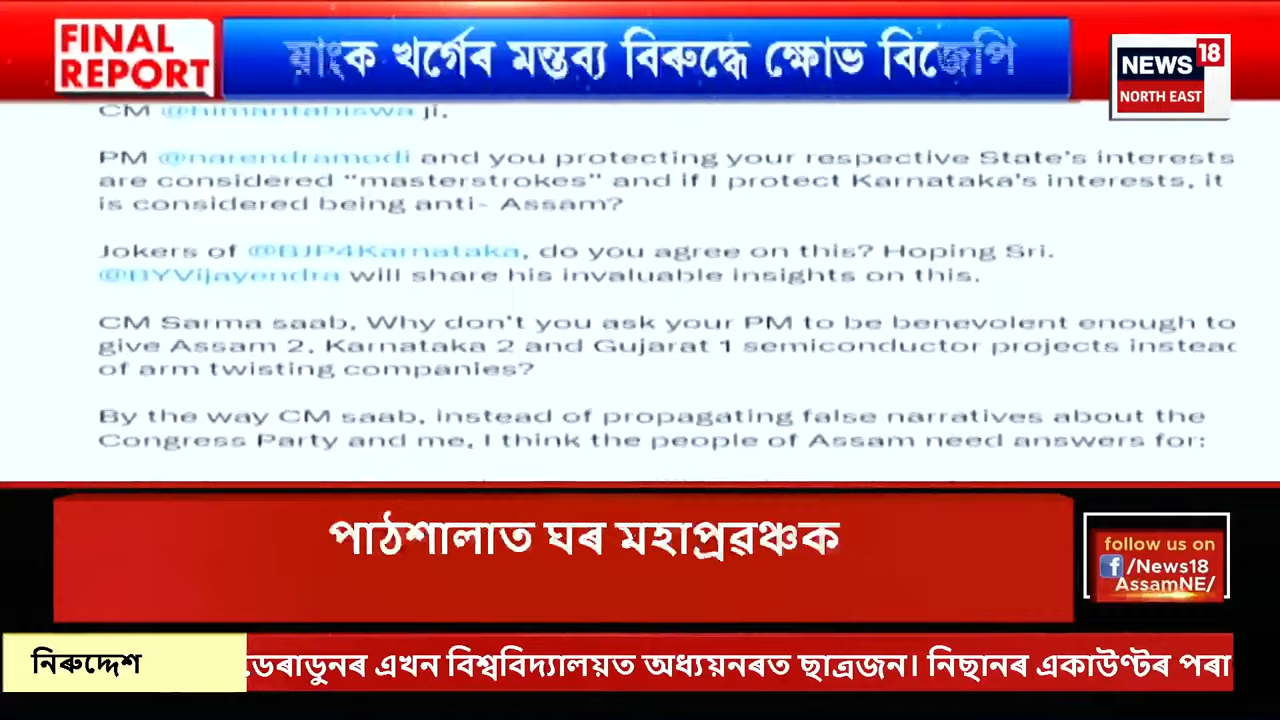 FINAL
REPORT
য়াংক খৰ্গেৰ মন্তব্য বিৰুদ্ধে ক্ষোভ বিজেপি
NEWS 18
NORTH EAST
CM @himantabiswa ji,
PM @narendramodi and you protecting your respective State's interests
are considered “masterstrokes” and if I protect Karnataka's interests, it
is considered being anti- Assam?
Jokers of @BJP4Karnataka, do you agree on this? Hoping Sri.
@BYVijayendra will share his invaluable insights on this.
CM Sarma saab, Why don't you ask your PM to be benevolent enough to
give Assam 2, Karnataka 2 and Gujarat 1 semiconductor projects instead
of arm twisting companies?
By the way CM saab, instead of propagating false narratives about the
Congress Party and me, I think the people of Assam need answers for:
পাঠশালাত ঘৰ মহাপ্ৰৱঞ্চক
follow us on
/News18
AssamNE/
নিৰুদ্দেশ
ডেৰাডুনৰ এখন বিশ্ববিদ্যালয়ত অধ্যয়নৰত ছাত্ৰজন। নিছানৰ একাউণ্টৰ পৰা